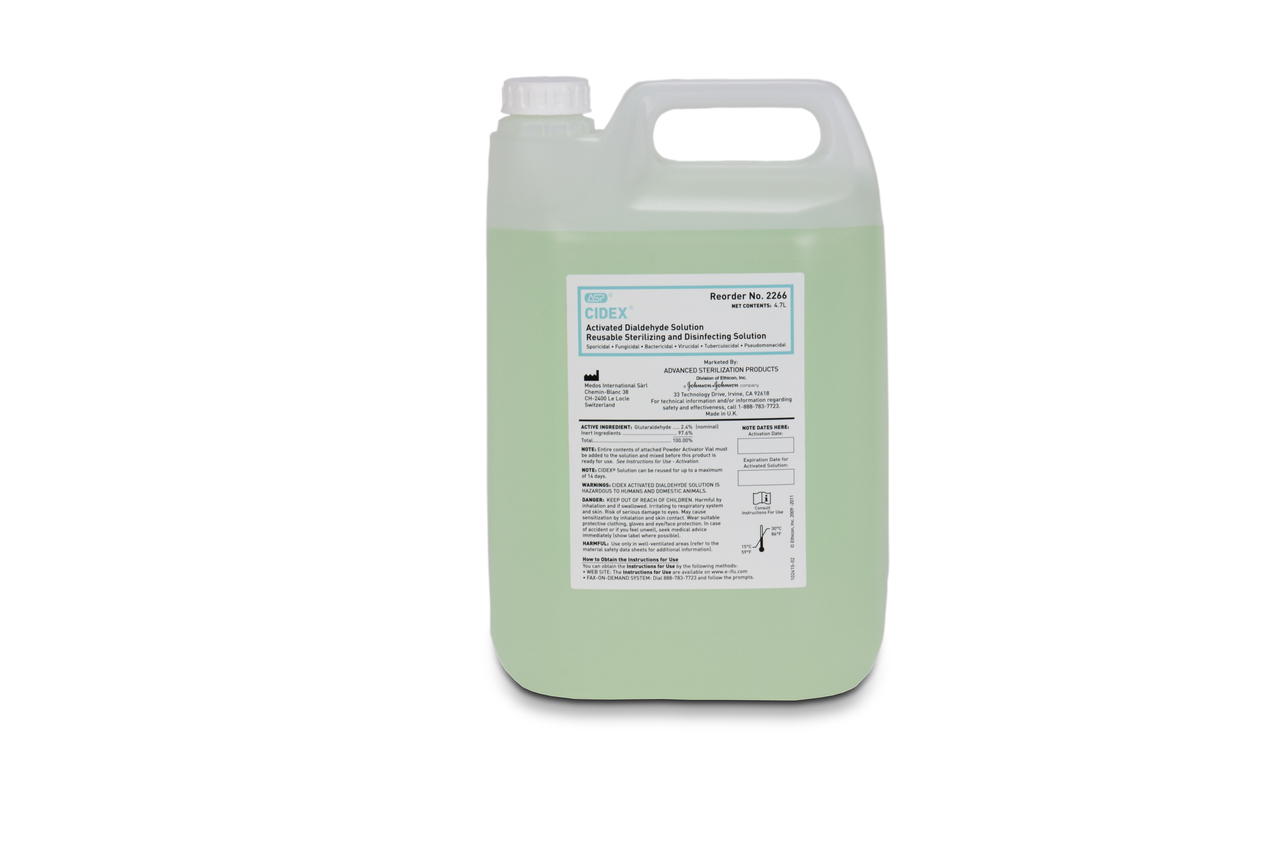 ASP®
CIDEX®
Reorder No. 2266
NET CONTENTS: 4.7L
Activated Dialdehyde Solution
Reusable Sterilizing and Disinfecting Solution
Sporicidal • Fungicidal • Bactericidal • Virucidal • Tuberculocidal • Pseudomonacidal
Medos International Sàrl
Chemin-Blanc 38
CH-2400 Le Locle
Switzerland
Marketed By:
ADVANCED STERILIZATION PRODUCTS
Division of Ethicon, Inc.
a Johnson & Johnson company
33 Technology Drive, Irvine, CA 92618
For technical information and/or information regarding
safety and effectiveness, call 1-888-783-7723.
Made in U.K.
ACTIVE INGREDIENT: Glutaraldehyde .... 2.4% (nominal)
Inert Ingredients .................... 97.6%
Total.................... 100.00%
NOTE: Entire contents of attached Powder Activator Vial must
be added to the solution and mixed before this product is
ready for use. See Instructions for Use - Activation.
NOTE: CIDEX® Solution can be reused for up to a maximum
of 14 days.
WARNINGS: CIDEX ACTIVATED DIALDEHYDE SOLUTION IS
HAZARDOUS TO HUMANS AND DOMESTIC ANIMALS.
DANGER: KEEP OUT OF REACH OF CHILDREN. Harmful by
inhalation and if swallowed. Irritating to respiratory system
and skin. Risk of serious damage to eyes. May cause
sensitization by inhalation and skin contact. Wear suitable
protective clothing, gloves and eye/face protection. In case
of accident or if you feel unwell, seek medical advice
immediately (show label where possible).
HARMFUL: Use only in well-ventilated areas (refer to the
material safety data sheets for additional information).
How to Obtain the Instructions for Use
You can obtain the Instructions for Use by the following methods:
• WEB SITE: The Instructions for Use are available on www.e-ifu.com
• FAX-ON-DEMAND SYSTEM: Dial 888-783-7723 and follow the prompts.
NOTE DATES HERE:
Activation Date:
Expiration Date for
Activated Solution:
Consult
Instructions For Use
30°C
86°F
15°C
59°F
102415-02
© Ethicon, Inc. 2009 -2011